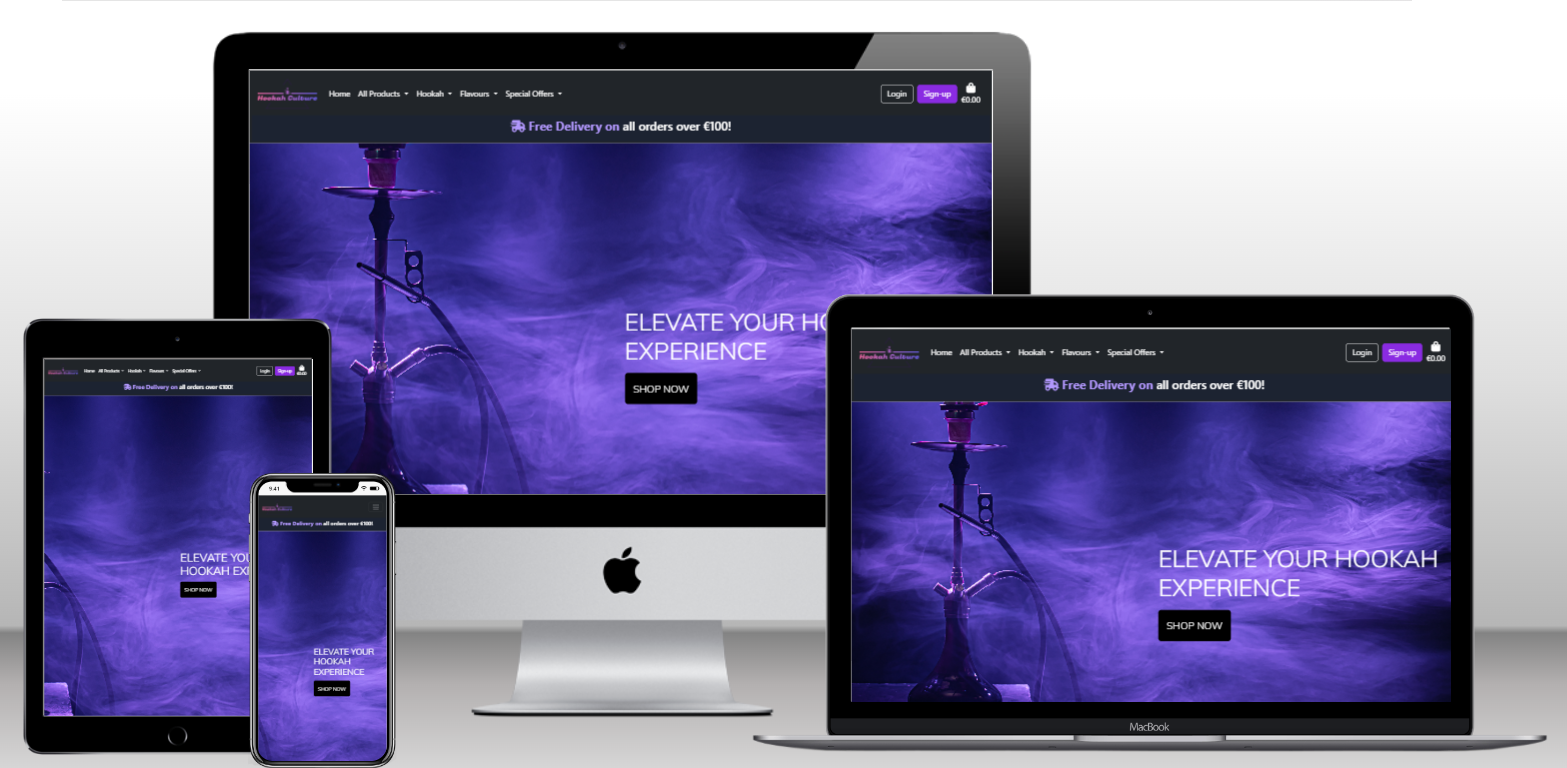 Hookah Culture
Home All Products Hookah Flavours Special Offers
Login Sign-up €0.00
Free Delivery on all orders over €100!
ELEVATE YOUR HO
EXPERIENCE
SHOP NOW
Hookah Culture
Home All Products Hookah Flavours Special Offers
Login Sign-up €0.00
Free Delivery on all orders over €100!
ELEVATE YOUR HOOKAH
EXPERIENCE
SHOP NOW
MacBook
Home All Products Hookah Flavours Special Offers
Login Sign-up €0.00
Free Delivery on all orders over €100!
ELEVATE YOU
HOOKAH EX
SHOP NOW
9:41
Free Delivery on all orders over €100!
ELEVATE YOUR
HOOKAH
EXPERIENCE
SHOP NOW